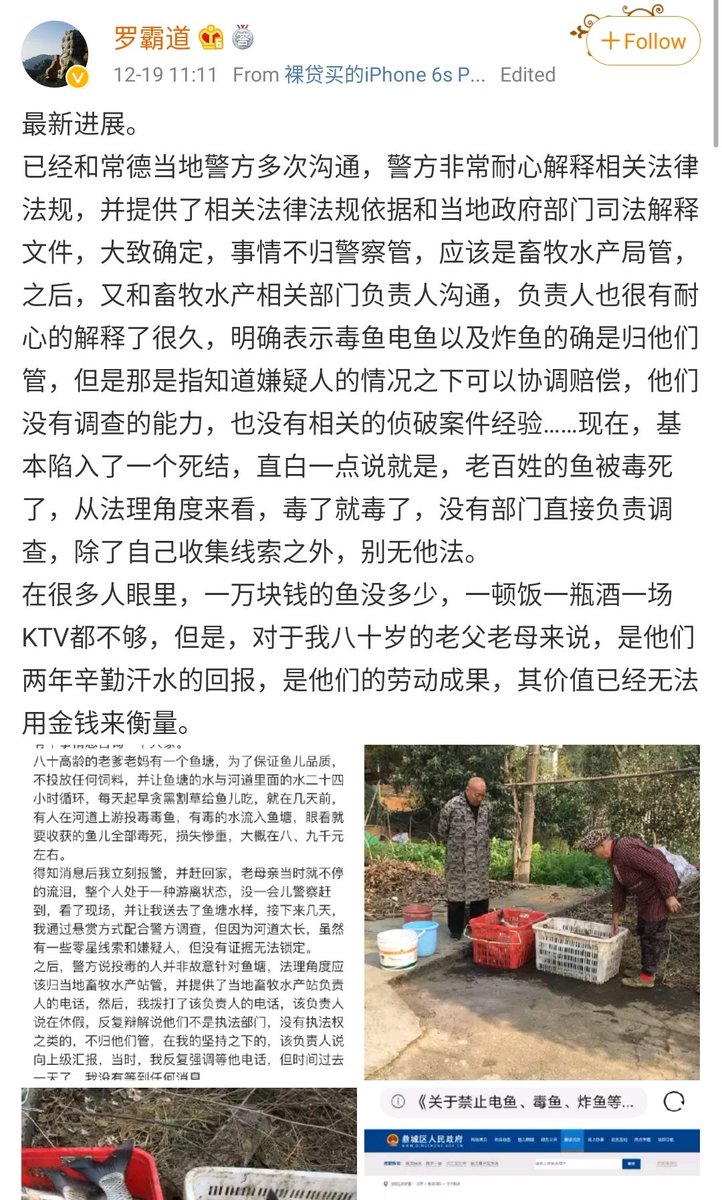 罗霸道
Follow
12-19 11:11 From 裸贷买的iPhone 6s P... Edited
最新进展。
已经和常德当地警方多次沟通，警方非常耐心解释相关法律
法规，并提供了相关法律法规依据和当地政府部门司法解释
文件，大致确定，事情不归警察管，应该是畜牧水产局管，
之后，又和畜牧水产相关部门负责人沟通，负责人也很有耐
心的解释了很久，明确表示毒鱼电鱼以及炸鱼的确是归他们
管，但是那是指知道嫌疑人的情况之下可以协调赔偿，他们
没有调查的能力，也没有相关的侦破案件经验……现在，基
本陷入了一个死结，直白一点说就是，老百姓的鱼被毒死
了，从法理角度来看，毒了就毒了，没有部门直接负责调
查，除了自己收集线索之外，别无他法。
在很多人眼里，一万块钱的鱼没多少，一顿饭一瓶酒一场
KTV都不够，但是，对于我八十岁的老父老母来说，是他们
两年辛勤汗水的回报，是他们的劳动成果，其价值已经无法
用金钱来衡量。
八十高龄的老爹老妈有一个鱼塘，为了保证鱼儿品质，
不投放任何饲料，并让鱼塘的水与河道里面的水二十四
小时循环，每天起早贪黑割草给鱼儿吃，就在几天前，
有人在河道上游投毒毒鱼，有毒的水流入鱼塘，眼看就
要收获的鱼儿全部毒死，损失惨重，大概在八、九千元
左右。
得知消息后我立刻报警，并赶回家，老母亲当时就不停
的流泪，整个人处于一种游离状态，没一会儿警察赶
到，看了现场，并让我送去了鱼塘水样，接下来几天，
我通过悬赏方式配合警方调查，但因为河道太长，虽然
有一些零星线索和嫌疑人，但没有证据无法锁定。
之后，警方说投毒的人并非故意针对鱼塘，法理角度应
该归当地畜牧水产站管，并提供了当地畜牧水产站负责
人的电话，然后，我拨打了该负责人的电话，该负责人
说在休假，反复辩解说他们不是执法部门，没有执法权
之类的，不归他们管，在我的坚持之下的，该负责人说
向上级汇报，当时，我反复强调等他电话，但时间过去
一天了，我没有等到任何消息
《关于禁止电鱼、毒鱼、炸鱼等...
鼎城区人民政府